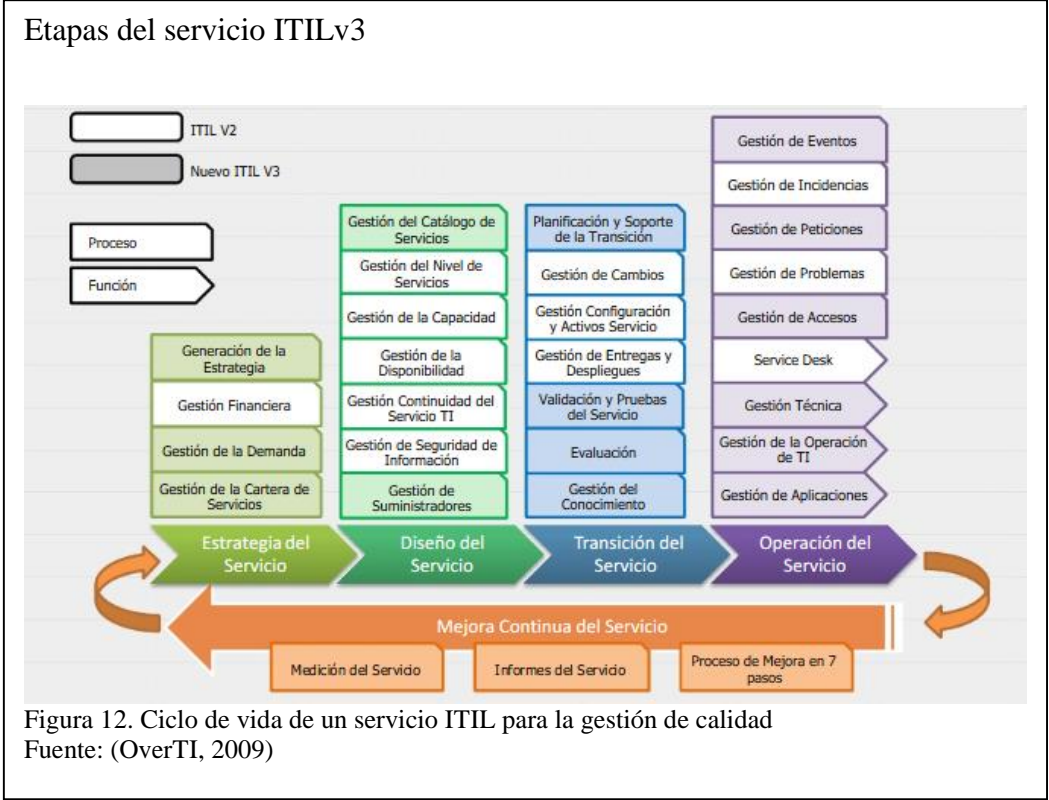 Etapas del servicio ITILv3
ITIL V2
Nuevo ITIL V3
Proceso
Función
Generación de la
Estrategia
Gestión Financiera
Gestión de la Demanda
Gestión de la Cartera de
Servicios
Gestión del Catálogo de
Servicios
Gestión del Nivel de
Servicios
Gestión de la Capacidad
Gestión de la
Disponibilidad
Gestión Continuidad del
Servicio TI
Gestión de Seguridad de
Información
Gestión de
Suministradores
Planificación y Soporte
de la Transición
Gestión de Cambios
Gestión Configuración
y Activos Servicio
Gestión de Entregas y
Despliegues
Validación y Pruebas
del Servicio
Evaluación
Gestión del
Conocimiento
Gestión de Eventos
Gestión de Incidencias
Gestión de Peticiones
Gestión de Problemas
Gestión de Accesos
Service Desk
Gestión Técnica
Gestión de la Operación
de TI
Gestión de Aplicaciones
Estrategia del
Servicio
Diseño del
Servicio
Transición del
Servicio
Operación del
Servicio
Mejora Continua del Servicio
Medición del Servicio
Informes del Servicio
Proceso de Mejora en 7
pasos
Figura 12. Ciclo de vida de un servicio ITIL para la gestión de calidad
Fuente: (OverTI, 2009)